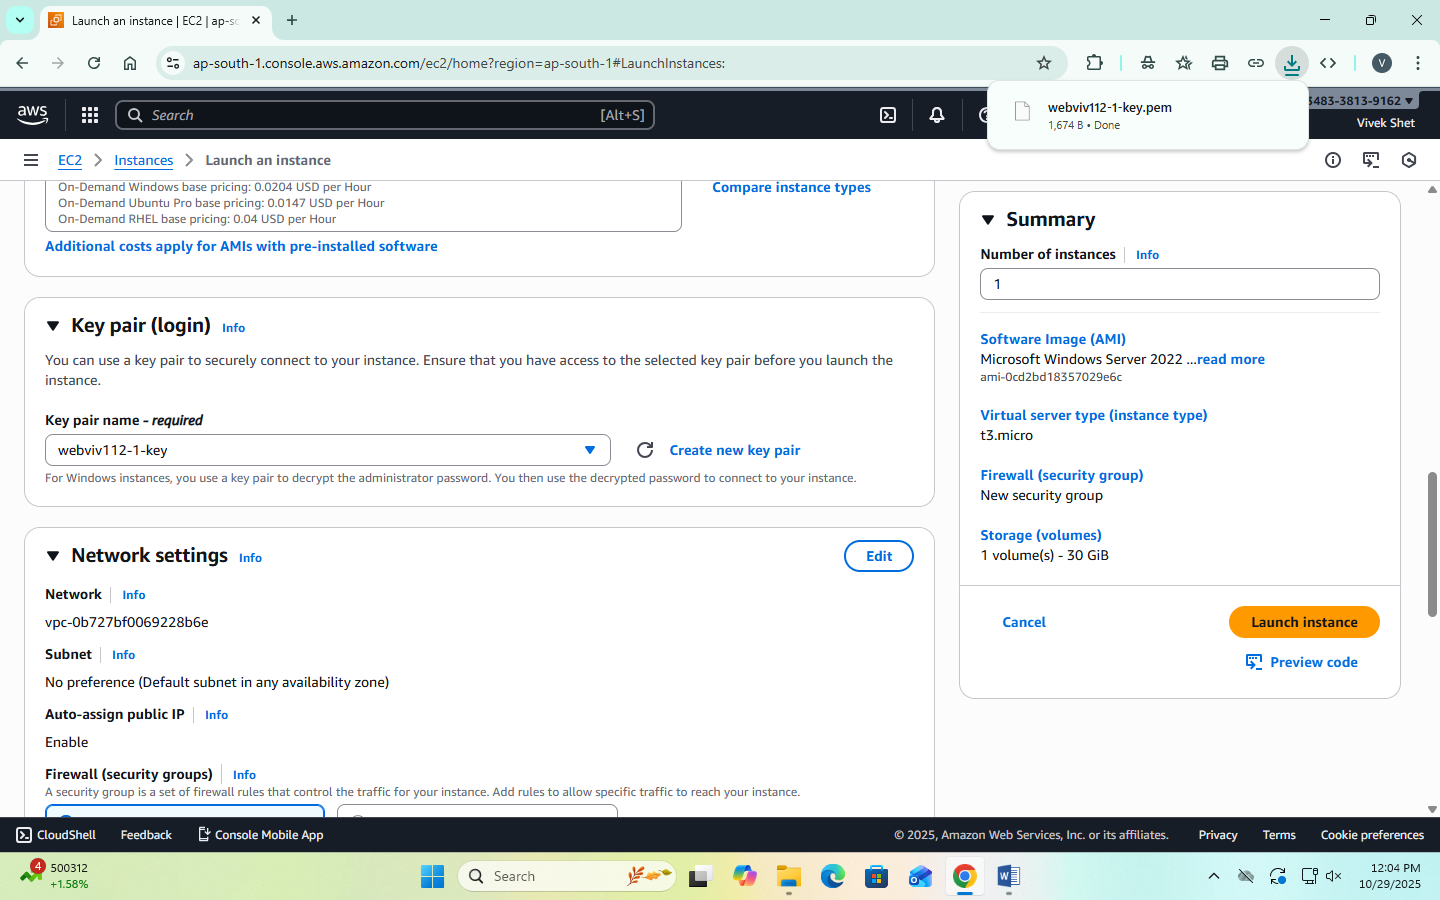 Launch an instance | EC2 | ap-so
ap-south-1.console.aws.amazon.com/ec2/home?region=ap-south-1#LaunchInstances:
V
webviv112-1-key.pem
1,674 B • Done
aws
Search
[Alt+S]
3483-3813-9162
Vivek Shet
EC2
Instances
Launch an instance
On-Demand Windows base pricing: 0.0204 USD per Hour
On-Demand Ubuntu Pro base pricing: 0.0147 USD per Hour
On-Demand RHEL base pricing: 0.04 USD per Hour
Compare instance types
Additional costs apply for AMIs with pre-installed software
Key pair (login) Info
You can use a key pair to securely connect to your instance. Ensure that you have access to the selected key pair before you launch the
instance.
Key pair name - required
webviv112-1-key
Create new key pair
For Windows instances, you use a key pair to decrypt the administrator password. You then use the decrypted password to connect to your instance.
Network settings Info
Edit
Network Info
vpc-0b727bf0069228b6e
Subnet Info
No preference (Default subnet in any availability zone)
Auto-assign public IP Info
Enable
Firewall (security groups) Info
A security group is a set of firewall rules that control the traffic for your instance. Add rules to allow specific traffic to reach your instance.
Summary
Number of instances Info
1
Software Image (AMI)
Microsoft Windows Server 2022 ...read more
ami-0cd2bd18357029e6c
Virtual server type (instance type)
t3.micro
Firewall (security group)
New security group
Storage (volumes)
1 volume(s) - 30 GiB
Cancel
Launch instance
Preview code
CloudShell
Feedback
Console Mobile App
© 2025, Amazon Web Services, Inc. or its affiliates.
Privacy
Terms
Cookie preferences
4
500312
+1.58%
Search
12:04 PM
10/29/2025